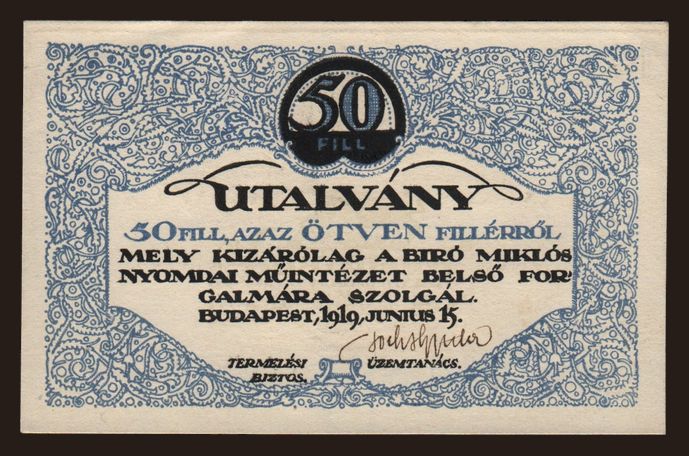 50
FILL
UTALVÁNY
50 FILL, AZAZ ÖTVEN FILLÉRRŐL
MELY KIZÁRÓLAG A BIRÓ MIKLÓS
NYOMDAI MŰINTÉZET BELSŐ FOR-
GALMÁRA SZOLGÁL.
BUDAPEST, 1919, JUNIUS 15.
TERMELÉSI ÜZEMTANÁCS.
BIZTOS.